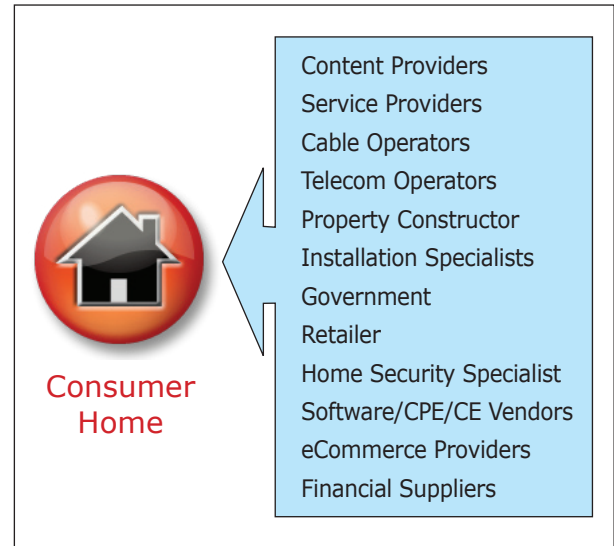 Content Providers
Service Providers
Cable Operators
Telecom Operators
Property Constructor
Installation Specialists
Government
Retailer
Home Security Specialist
Software/CPE/CE Vendors
eCommerce Providers
Financial Suppliers
Consumer
Home